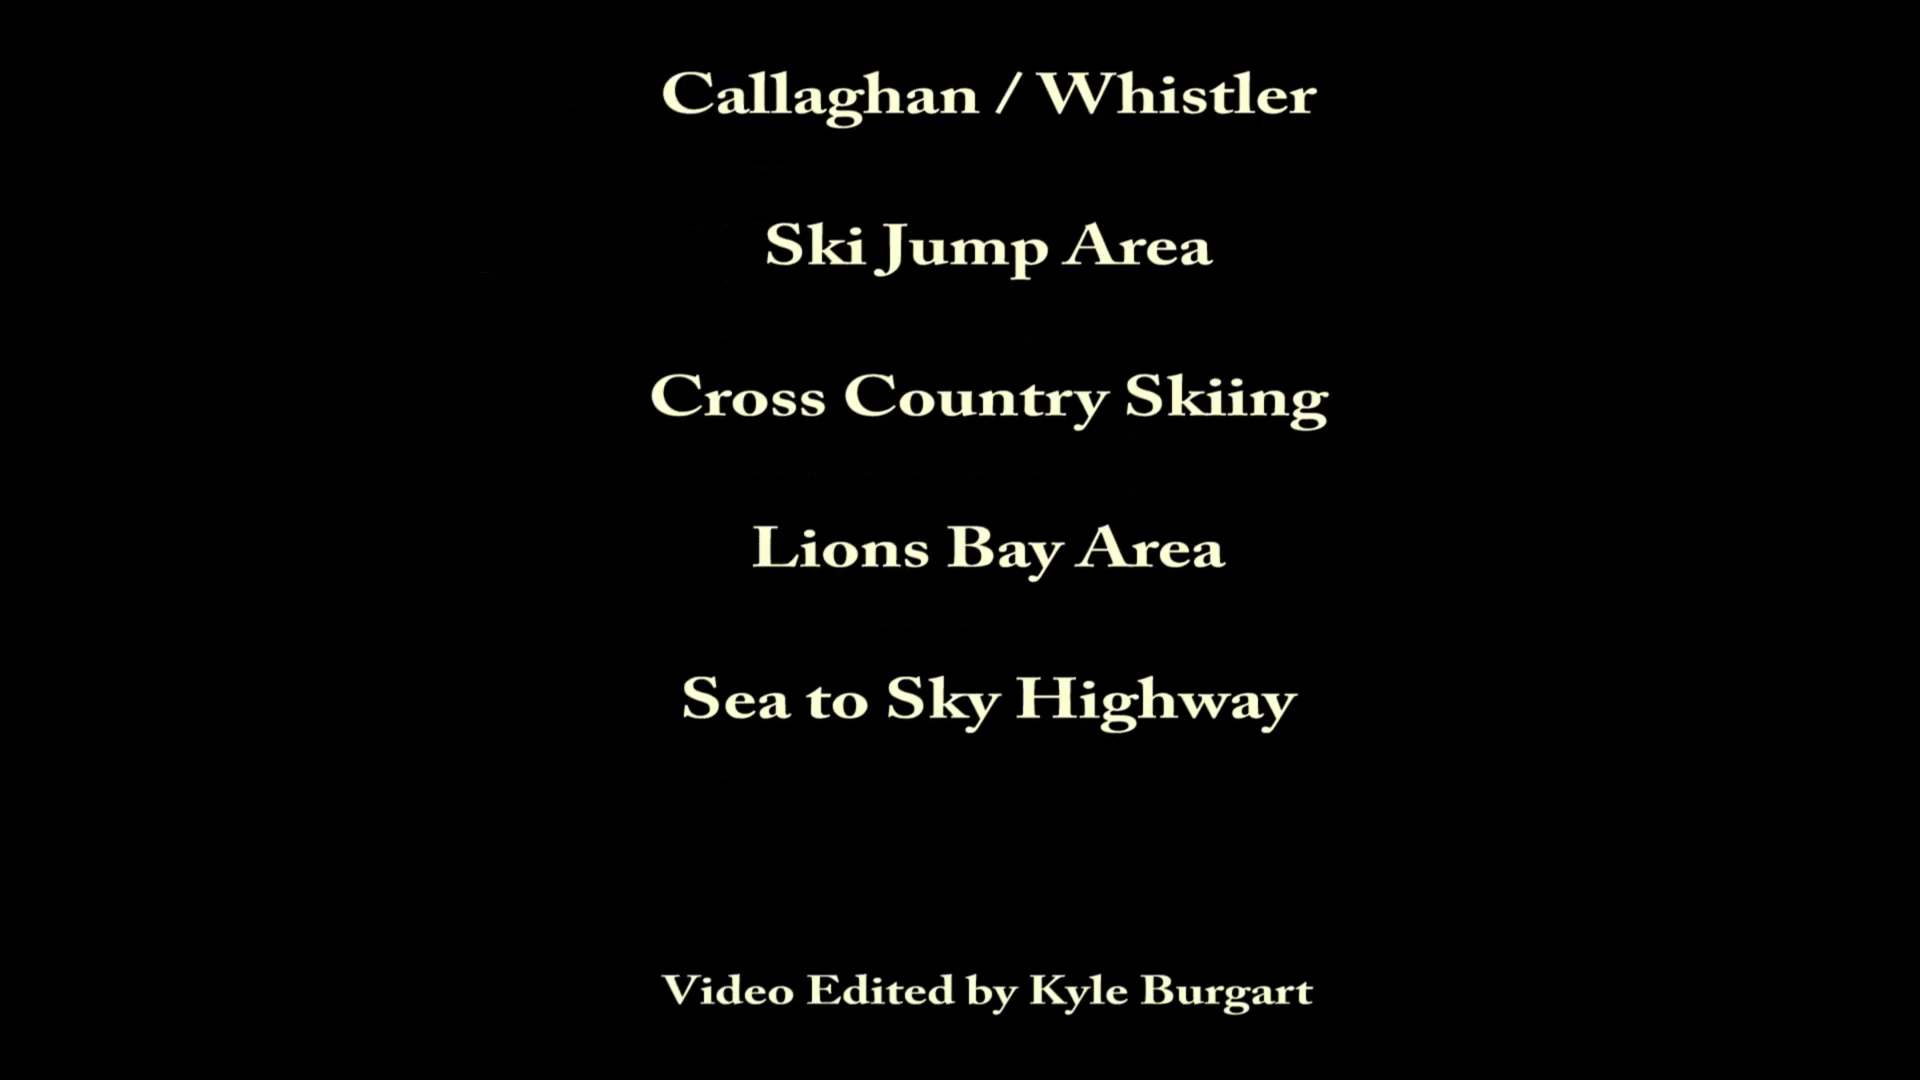 Callaghan / Whistler
Ski Jump Area
Cross Country Skiing
Lions Bay Area
Sea to Sky Highway
Video Edited by Kyle Burgart